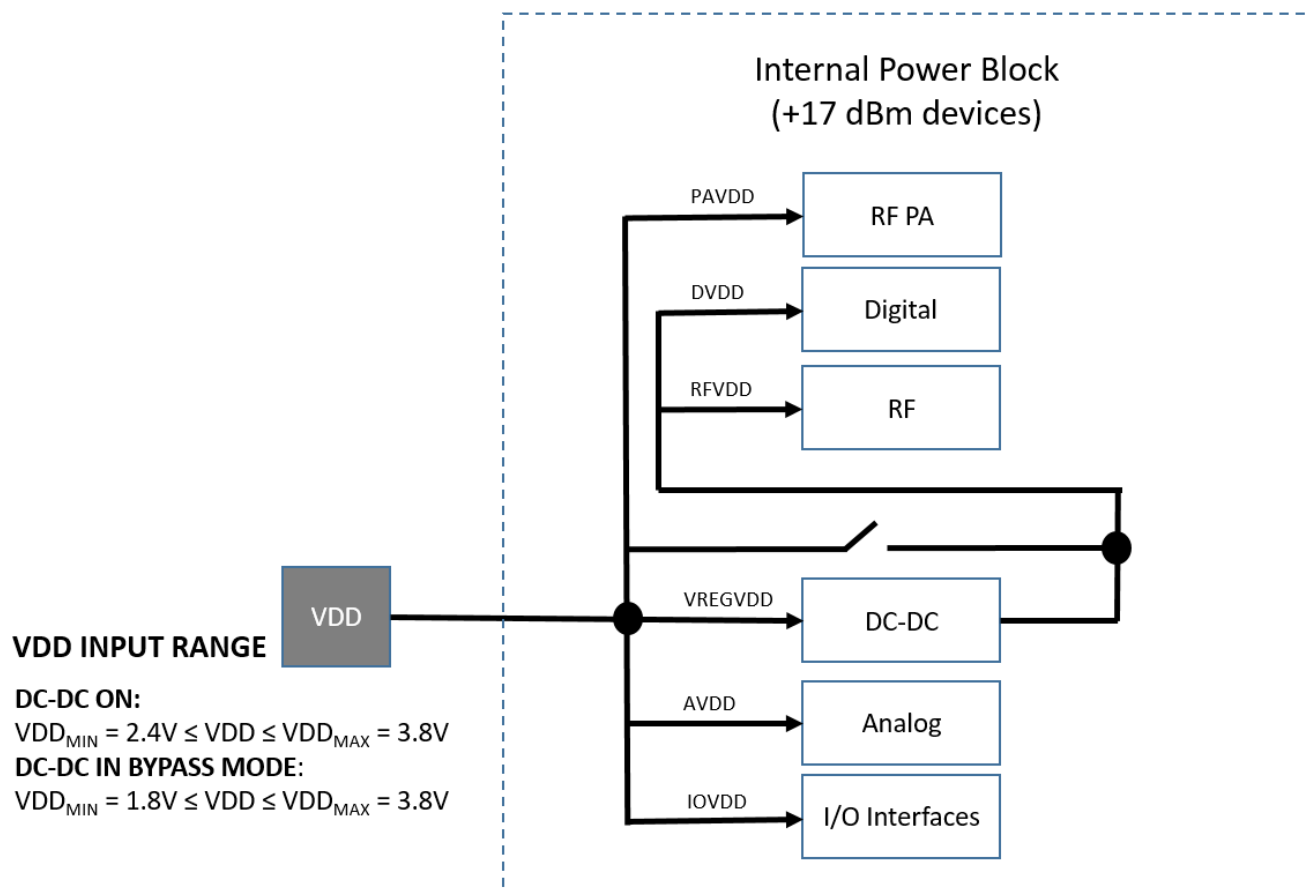 Internal Power Block
(+17 dBm devices)
PAVDD
RF PA
DVDD
Digital
RFVDD
RF
VDD
VREGVDD
DC-DC
VDD INPUT RANGE
DC-DC ON:
VDDMIN = 2.4V ≤ VDD ≤ VDDMAX = 3.8V
DC-DC IN BYPASS MODE:
VDDMIN = 1.8V ≤ VDD ≤ VDDMAX = 3.8V
AVDD
Analog
IOVDD
I/O Interfaces